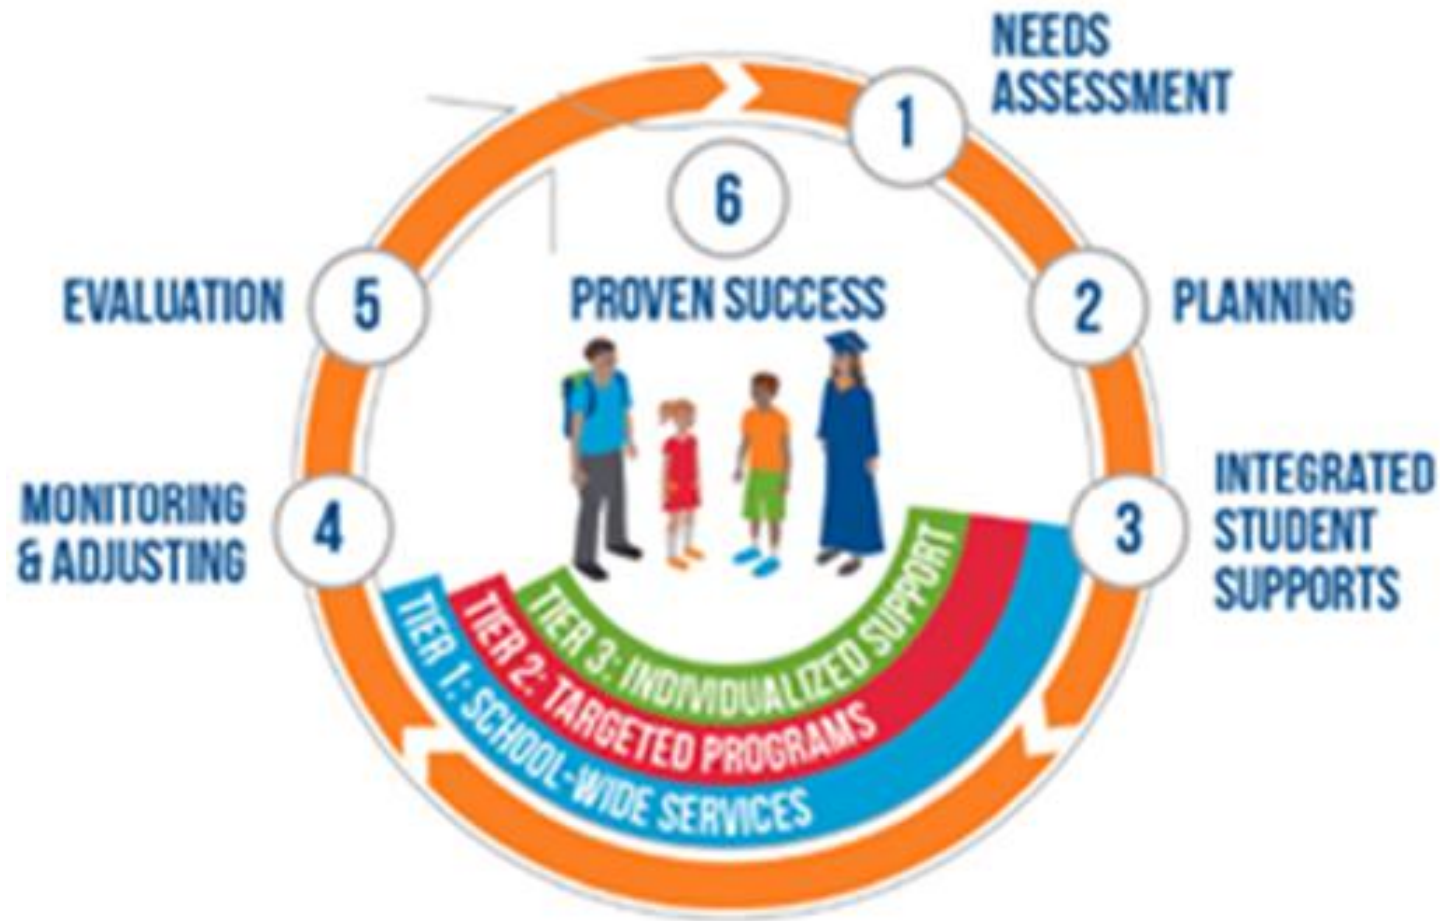 1
NEEDS
ASSESSMENT
2
PLANNING
3
INTEGRATED
STUDENT
SUPPORTS
4
MONITORING
& ADJUSTING
5
EVALUATION
6
PROVEN SUCCESS
TIER 3: INDIVIDUALIZED SUPPORT
TIER 2: TARGETED PROGRAMS
TIER 1: SCHOOL-WIDE SERVICES